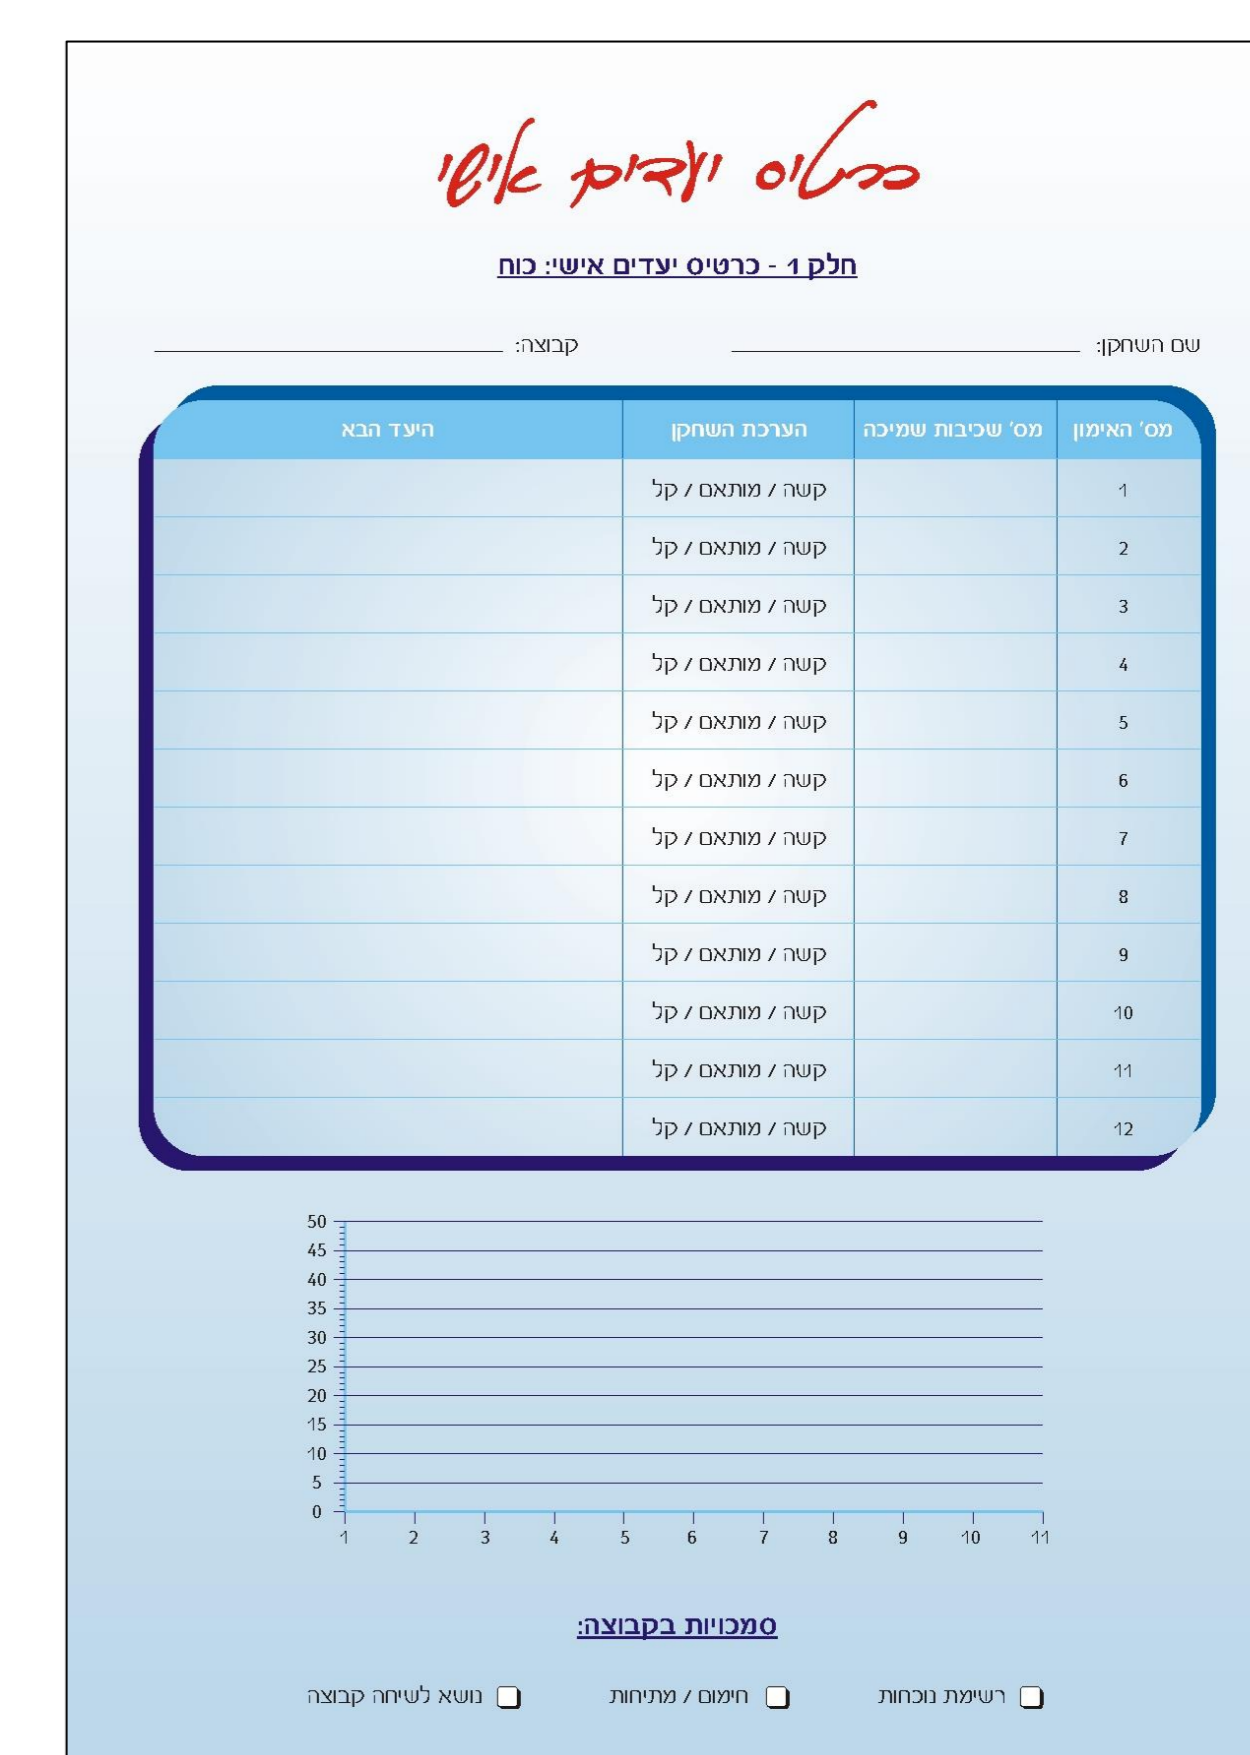 כרטיס יעדים אישי
חלק 1 - כרטיס יעדים אישי: כוח
שם השחקן: ____________ קבוצה: ____________
מס' האימון מס' שכיבות שמיכה הערכת השחקן היעד הבא
1 קשה / מותאם / קל
2 קשה / מותאם / קל
3 קשה / מותאם / קל
4 קשה / מותאם / קל
5 קשה / מותאם / קל
6 קשה / מותאם / קל
7 קשה / מותאם / קל
8 קשה / מותאם / קל
9 קשה / מותאם / קל
10 קשה / מותאם / קל
11 קשה / מותאם / קל
12 קשה / מותאם / קל
50
45
40
35
30
25
20
15
10
5
0
1 2 3 4 5 6 7 8 9 10 11
סמכויות בקבוצה:
רשימת נוכחות חימום / מתיחות נושא לשיחה קבוצה